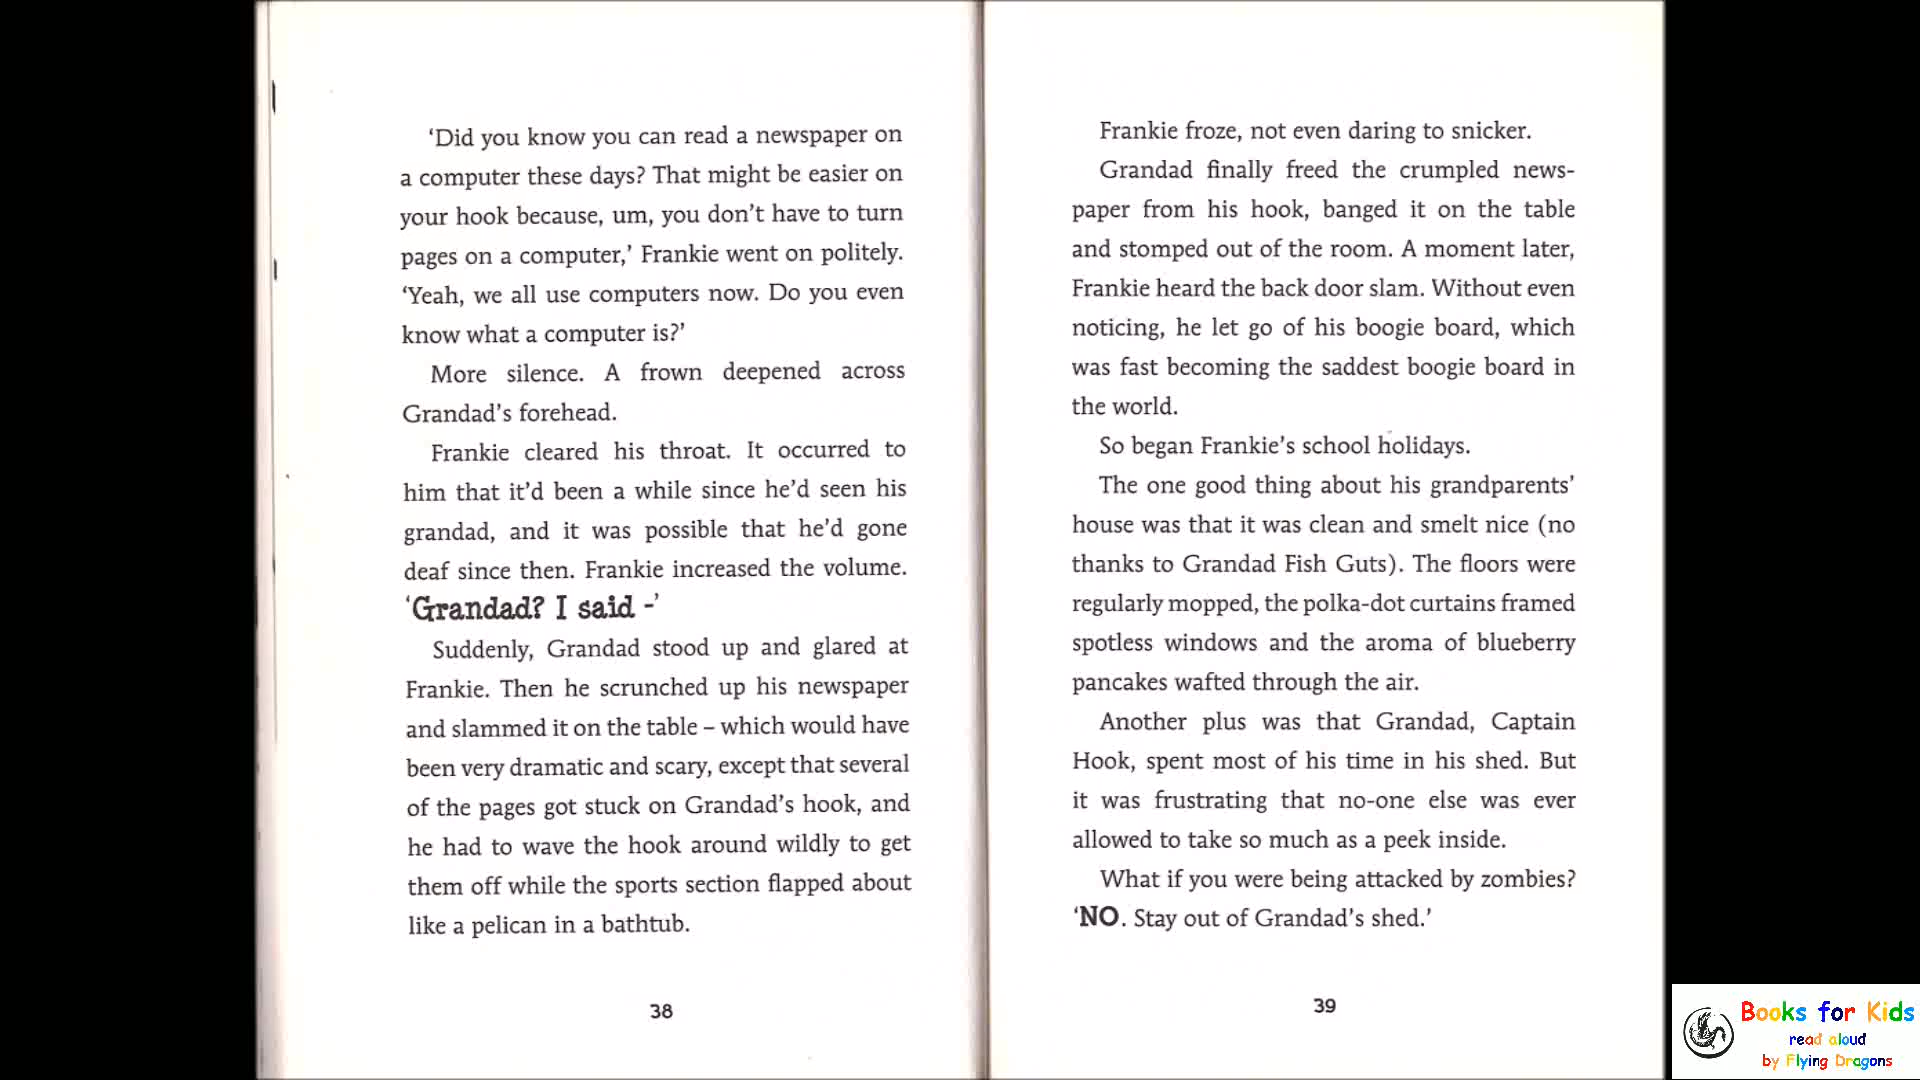 ‘Did you know you can read a newspaper on
a computer these days? That might be easier on
your hook because, um, you don’t have to turn
pages on a computer,’ Frankie went on politely.
‘Yeah, we all use computers now. Do you even
know what a computer is?’
More silence. A frown deepened across
Grandad’s forehead.
Frankie cleared his throat. It occurred to
him that it’d been a while since he’d seen his
grandad, and it was possible that he’d gone
deaf since then. Frankie increased the volume.
‘Grandad? I said -’
Suddenly, Grandad stood up and glared at
Frankie. Then he scrunched up his newspaper
and slammed it on the table – which would have
been very dramatic and scary, except that several
of the pages got stuck on Grandad’s hook, and
he had to wave the hook around wildly to get
them off while the sports section flapped about
like a pelican in a bathtub.
38
Frankie froze, not even daring to snicker.
Grandad finally freed the crumpled news-
paper from his hook, banged it on the table
and stomped out of the room. A moment later,
Frankie heard the back door slam. Without even
noticing, he let go of his boogie board, which
was fast becoming the saddest boogie board in
the world.
So began Frankie’s school holidays.
The one good thing about his grandparents’
house was that it was clean and smelt nice (no
thanks to Grandad Fish Guts). The floors were
regularly mopped, the polka-dot curtains framed
spotless windows and the aroma of blueberry
pancakes wafted through the air.
Another plus was that Grandad, Captain
Hook, spent most of his time in his shed. But
it was frustrating that no-one else was ever
allowed to take so much as a peek inside.
What if you were being attacked by zombies?
‘NO. Stay out of Grandad’s shed.’
39
Books for Kids
read aloud
by Flying Dragons